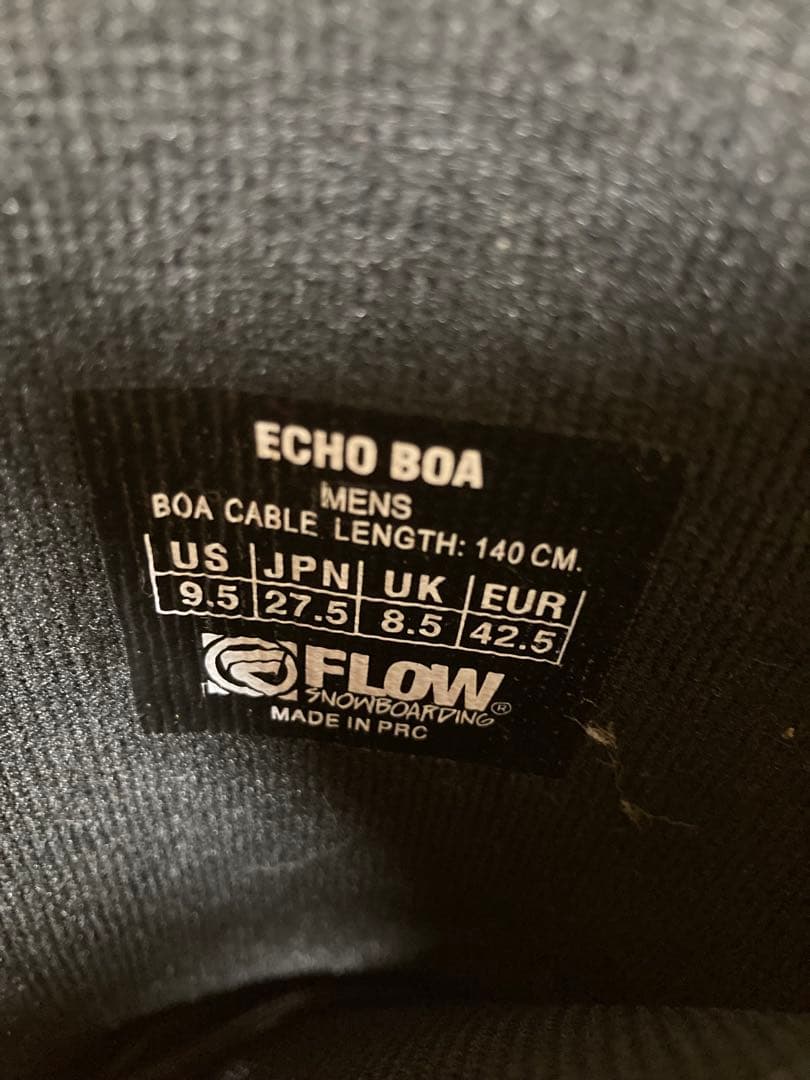 ECHO BOA
MENS
BOA CABLE LENGTH: 140 CM.
US JPN UK EUR
9.5 27.5 8.5 42.5
FLOW
SNOWBOARDING®
MADE IN PRC